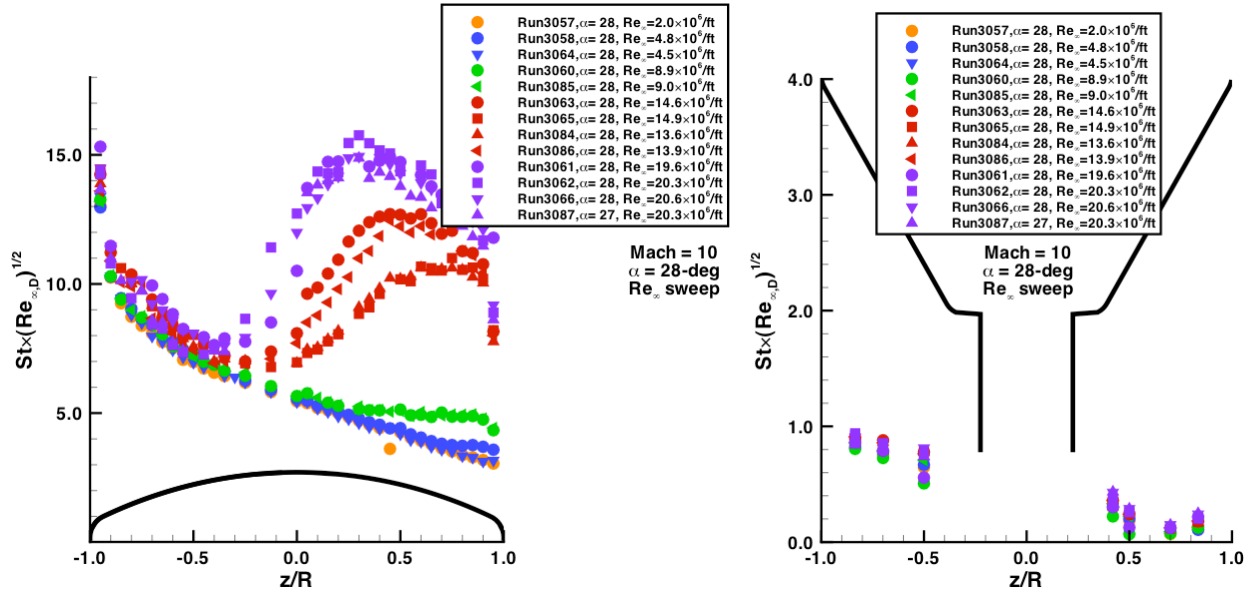 Run3057,α= 28, Re∞=2.0×10⁶/ft
Run3058,α= 28, Re∞=4.8×10⁶/ft
Run3064,α= 28, Re∞=4.5×10⁶/ft
Run3060,α= 28, Re∞=8.9×10⁶/ft
Run3085,α= 28, Re∞=9.0×10⁶/ft
Run3063,α= 28, Re∞=14.6×10⁶/ft
Run3065,α= 28, Re∞=14.9×10⁶/ft
Run3084,α= 28, Re∞=13.6×10⁶/ft
Run3086,α= 28, Re∞=13.9×10⁶/ft
Run3061,α= 28, Re∞=19.6×10⁶/ft
Run3062,α= 28, Re∞=20.3×10⁶/ft
Run3066,α= 28, Re∞=20.6×10⁶/ft
Run3087,α= 27, Re∞=20.3×10⁶/ft
Mach = 10
α = 28-deg
Re∞ sweep
St×(Re∞,D)^1/2
15.0
10.0
5.0
-1.0 -0.5 0.0 0.5 1.0
z/R
Run3057,α= 28, Re∞=2.0×10⁶/ft
Run3058,α= 28, Re∞=4.8×10⁶/ft
Run3064,α= 28, Re∞=4.5×10⁶/ft
Run3060,α= 28, Re∞=8.9×10⁶/ft
Run3085,α= 28, Re∞=9.0×10⁶/ft
Run3063,α= 28, Re∞=14.6×10⁶/ft
Run3065,α= 28, Re∞=14.9×10⁶/ft
Run3084,α= 28, Re∞=13.6×10⁶/ft
Run3086,α= 28, Re∞=13.9×10⁶/ft
Run3061,α= 28, Re∞=19.6×10⁶/ft
Run3062,α= 28, Re∞=20.3×10⁶/ft
Run3066,α= 28, Re∞=20.6×10⁶/ft
Run3087,α= 27, Re∞=20.3×10⁶/ft
Mach = 10
α = 28-deg
Re∞ sweep
St×(Re∞,D)^1/2
4.0
3.0
2.0
1.0
0.0
-1.0 -0.5 0.0 0.5 1.0
z/R